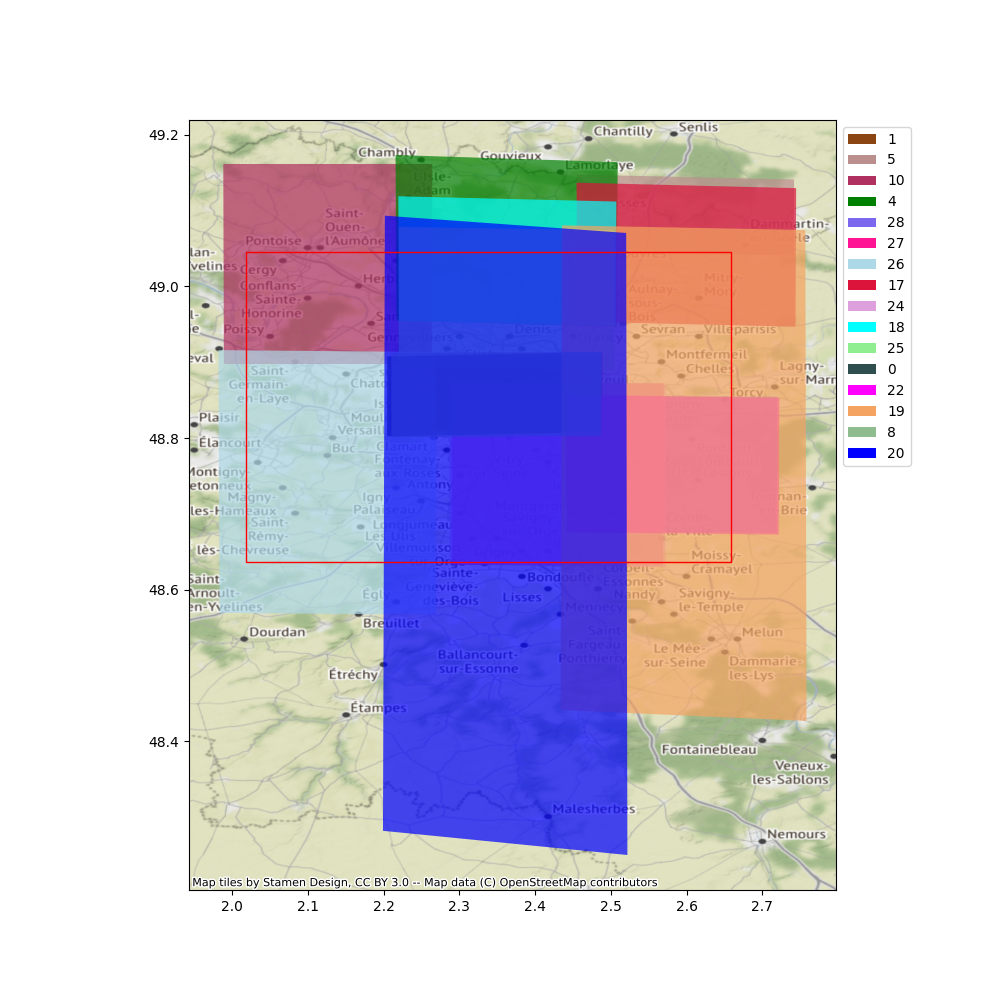 49.2
49.0
48.8
48.6
48.4
2.0
2.1
2.2
2.3
2.4
2.5
2.6
2.7
1
5
10
4
28
27
26
17
24
18
25
0
22
19
8
20
Senlis
Chantilly
Chambly
Gouvieux
Lamorlaye
L'Isle-
Adam
Saint-
Ouen-
l'Aumône
Pontoise
Cergy
Conflans-
Sainte-
Honorine
Poissy
Dammartin-
Mitry-
Mory
Aulnay
sous-
Bois
Sevran
Villeparisis
Montfermeil
Chelles
Lagny-
sur-Marn
Torcy
Saint-
Germain-
en-Laye
Plaisir
Élancourt
Montigny
etonneux
Magny-
les-Hameaux
Saint-
Rémy-
lès-Chevreuse
Buc
Versail
Clamart
Fontenay-
aux-Roses
Antony
Igny
Palaiseau
Longjumeau
Les Ulis
Villemoisso
Sainte-
Geneviève-
des-Bois
Bondoufle
Lisses
Mennecy
Corbeil-
Essonnes
Nandy
Moissy-
Cramayel
Savigny-
le-Temple
Saint
Fargeau
Ponthierry
Le Mée-
sur-Seine
Melun
Dammarie-
les-Lys
Saint-
Arnoult-
en-Yvelines
Dourdan
Breuillet
Ballancourt-
sur-Essonne
Étréchy
Étampes
Fontainebleau
Veneux-
les-Sablons
Malesherbes
Nemours
Map tiles by Stamen Design, CC BY 3.0 -- Map data (C) OpenStreetMap contributors